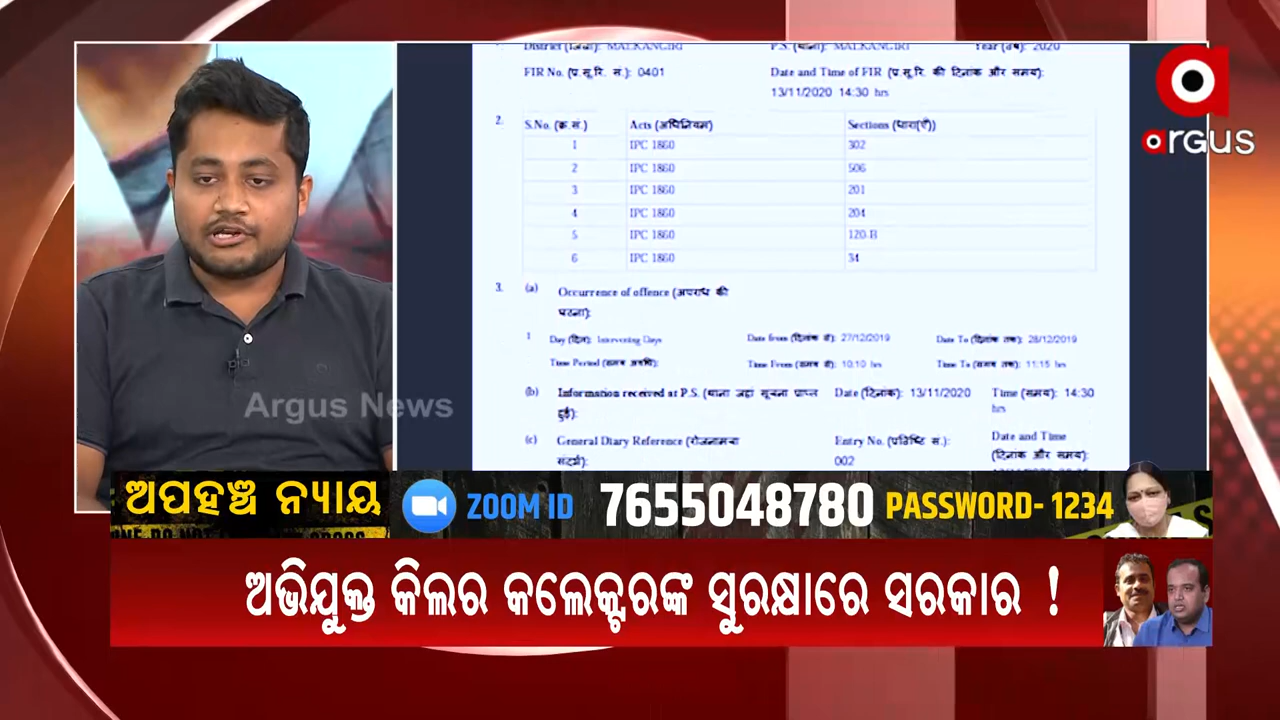 District (जिला): MALKANGIRI P.S. (थाना): MALKANGIRI Year (वर्ष): 2020
FIR No. (प्र.सू.रि. सं.): 0401 Date and Time of FIR (प्र.सू.रि. की दिनांक और समय):
13/11/2020 14:30 hrs
2. S.No. (क्र.सं.) Acts (अधिनियम) Sections (धारा(एँ))
1 IPC 1860 302
2 IPC 1860 506
3 IPC 1860 201
4 IPC 1860 204
5 IPC 1860 120-B
6 IPC 1860 34
3. (a) Occurrence of offence (अपराध की
घटना):
1 Day (दिन): Intervening Days Date from (दिनांक से): 27/12/2019 Date To (दिनांक तक): 28/12/2019
Time Period (समय अवधि): Time From (समय से): 10:10 hrs Time To (समय तक): 11:15 hrs
(b) Information received at P.S. (थाना जहां सूचना प्राप्त Date (दिनांक): 13/11/2020 Time (समय): 14:30
हुई): hrs
(c) General Diary Reference (रोजनामचा Entry No. (प्रविष्टि सं.): Date and Time
संदर्भ): 002 (दिनांक और समय):
argus
Argus News
ଅପହଞ୍ଚ ନ୍ୟାୟ ZOOM ID 7655048780 PASSWORD- 1234
ଅଭିଯୁକ୍ତ କିଲର କଲେକ୍ଟରଙ୍କ ସୁରକ୍ଷାରେ ସରକାର !